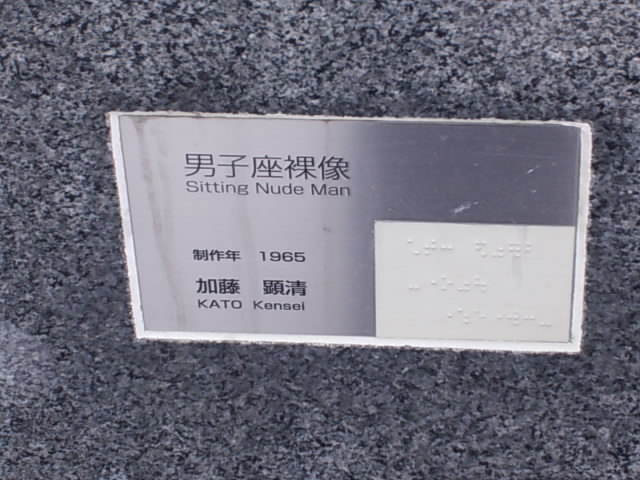 男子座裸像
Sitting Nude Man
制作年 1965
加藤 顕清
KATO Kensei